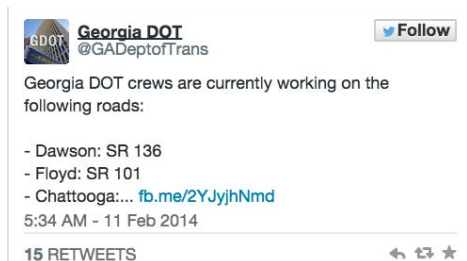 GDOT
Georgia DOT
@GADeptofTrans
Follow
Georgia DOT crews are currently working on the
following roads:
- Dawson: SR 136
- Floyd: SR 101
- Chattooga:... fb.me/2YJyjhNmd
5:34 AM - 11 Feb 2014
15 RETWEETS